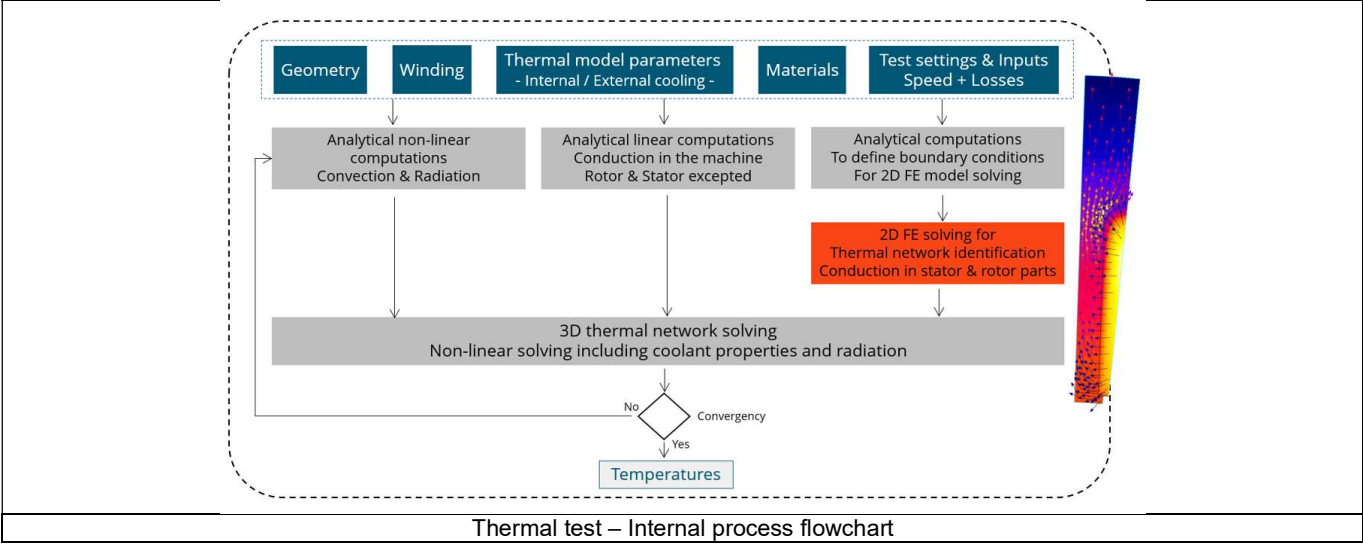 Geometry
Winding
Thermal model parameters
- Internal / External cooling -
Materials
Test settings & Inputs
Speed + Losses
Analytical non-linear
computations
Convection & Radiation
Analytical linear computations
Conduction in the machine
Rotor & Stator excepted
Analytical computations
To define boundary conditions
For 2D FE model solving
2D FE solving for
Thermal network identification
Conduction in stator & rotor parts
3D thermal network solving
Non-linear solving including coolant properties and radiation
No
Convergency
Yes
Temperatures
Thermal test – Internal process flowchart